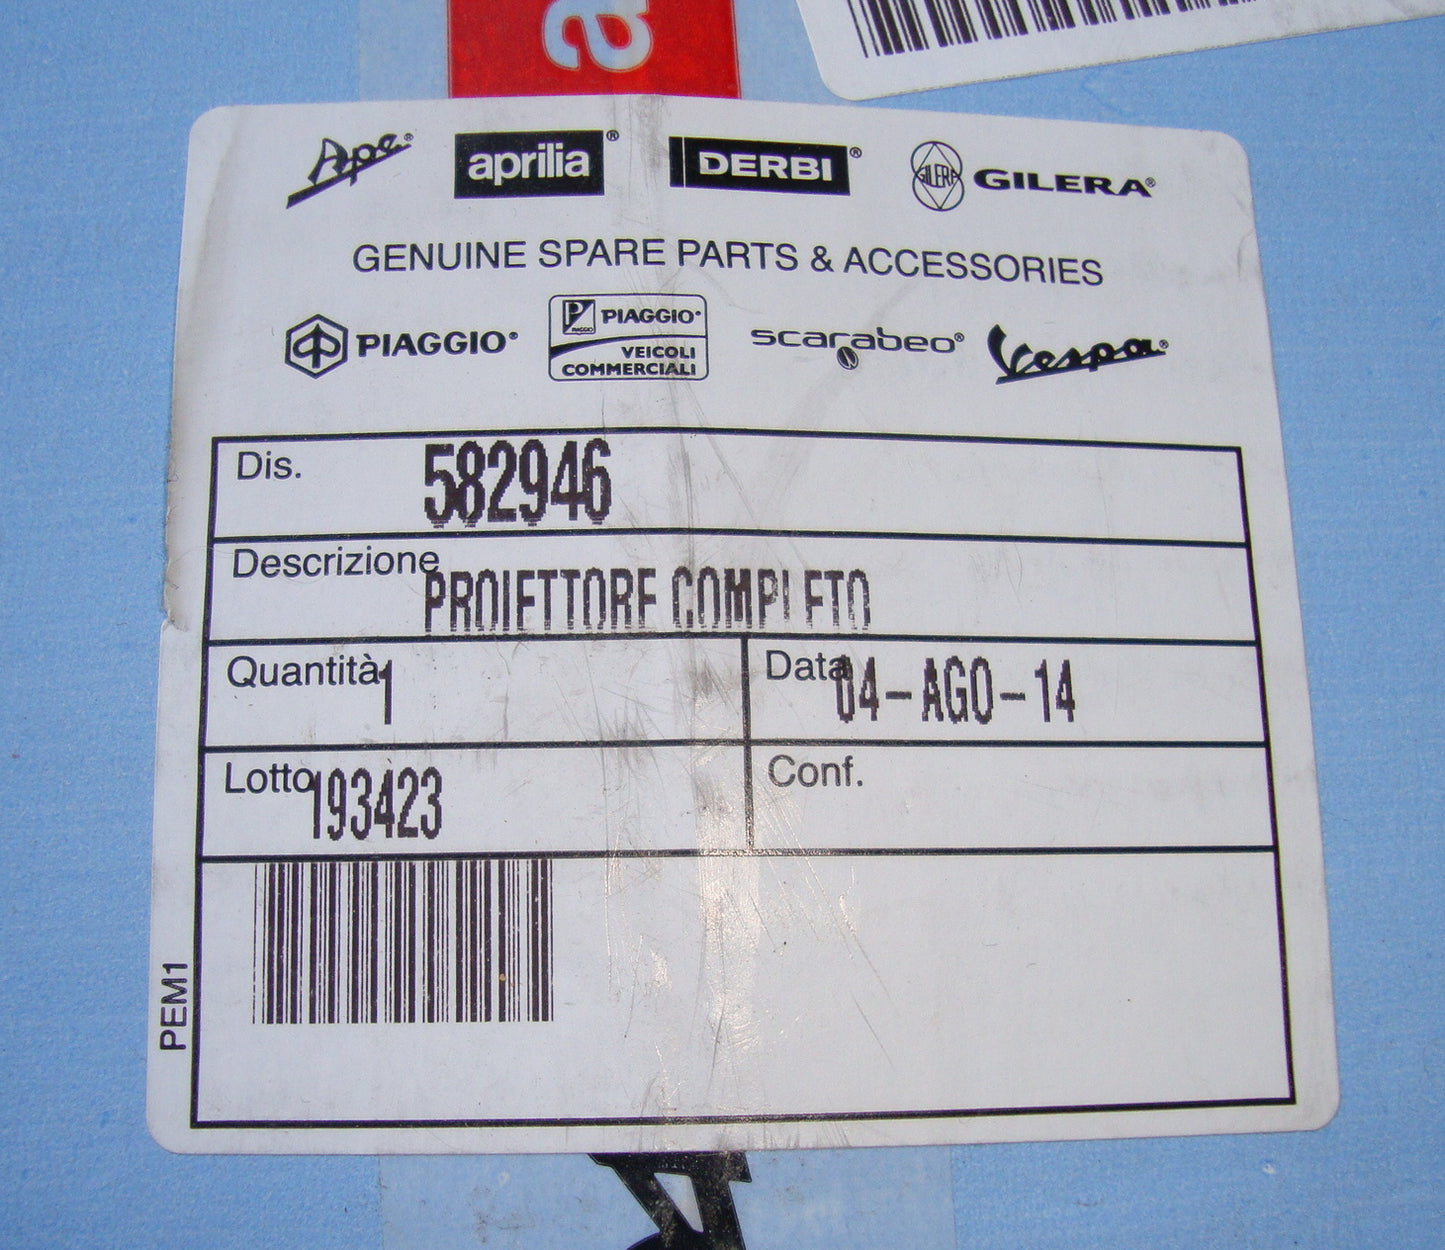 a
Ape® aprilia® DERBI® GILERA GILERA®
GENUINE SPARE PARTS & ACCESSORIES
PIAGGIO® P PIAGGIO PIAGGIO® scarabeo® Vespa®
VEICOLI
COMMERCIALI
Dis. 582946
Descrizione PROIETTORE COMPLETO
Quantità 1 Data 04-AGO-14
Lotto 193423 Conf.
PEM1